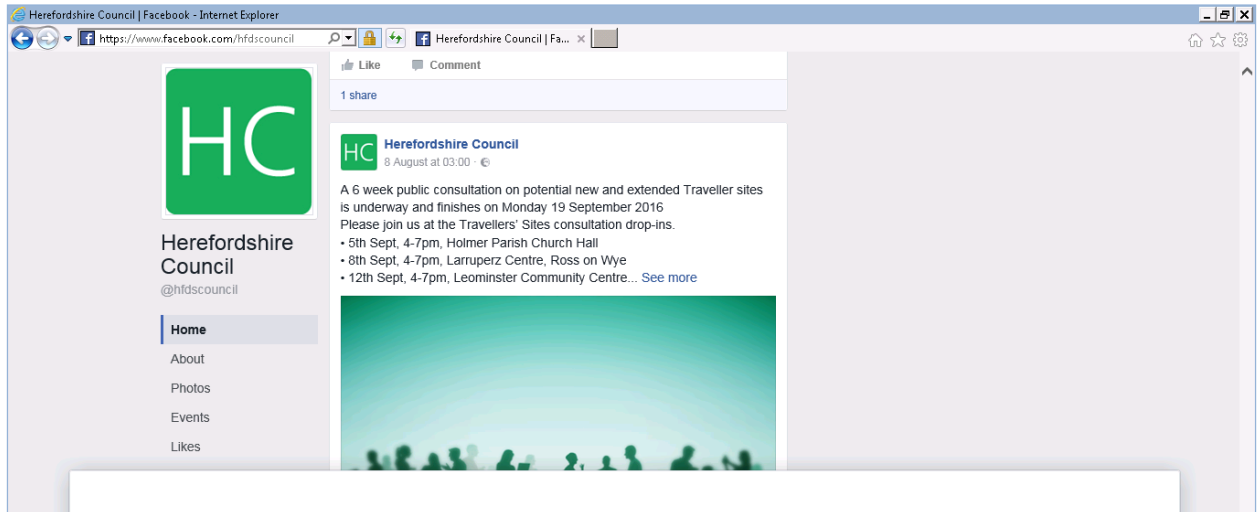 Herefordshire Council | Facebook - Internet Explorer
https://www.facebook.com/hfdscouncil
Herefordshire Council | Fa...
Like Comment
1 share
HC
Herefordshire Council
@hfdscouncil
Home
About
Photos
Events
Likes
HC
Herefordshire Council
8 August at 03:00 ·
A 6 week public consultation on potential new and extended Traveller sites
is underway and finishes on Monday 19 September 2016
Please join us at the Travellers' Sites consultation drop-ins.
• 5th Sept, 4-7pm, Holmer Parish Church Hall
• 8th Sept, 4-7pm, Larruperz Centre, Ross on Wye
• 12th Sept, 4-7pm, Leominster Community Centre... See more